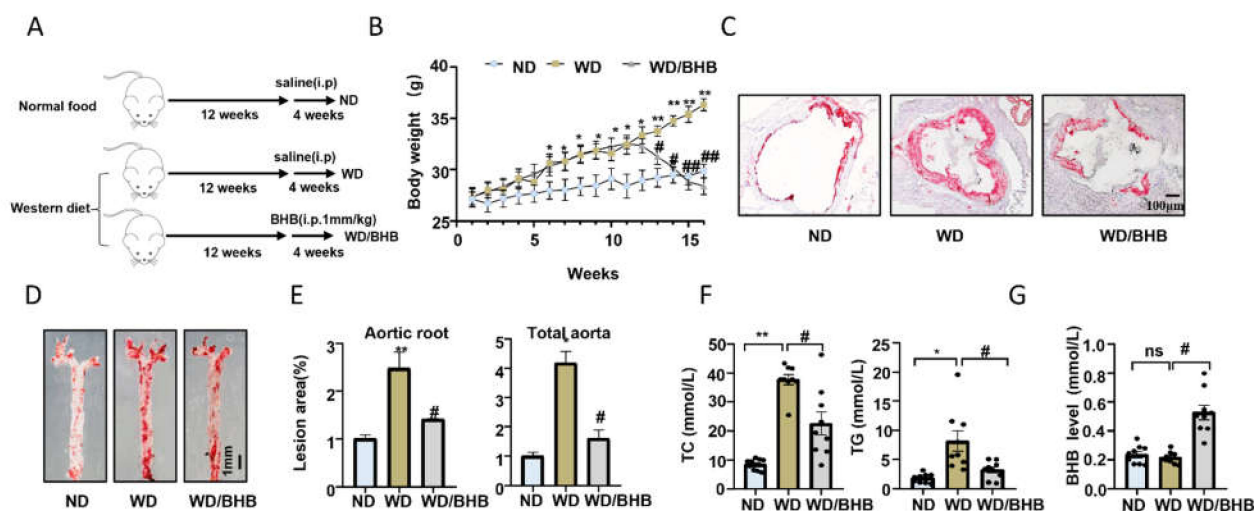 A
Normal food
saline(i.p)
ND
12 weeks
4 weeks
Western diet
saline(i.p)
WD
12 weeks
4 weeks
BHB(i.p.1mm/kg)
WD/BHB
12 weeks
4 weeks
B
ND WD WD/BHB
Body weight (g)
40
35
30
25
* * * * * * * ** ** ** **
# # ## ##
0 5 10 15
Weeks
C
100μm
ND WD WD/BHB
D
1mm
ND WD WD/BHB
E
Aortic root
Lesion area(%)
3
2
1
0
**
#
ND WD WD/BHB
Total aorta
5
4
3
2
1
0
*
#
ND WD WD/BHB
F
TC (mmol/L)
50
40
30
20
10
0
** #
ND WD WD/BHB
TG (mmol/L)
25
20
15
10
5
0
* #
ND WD WD/BHB
G
BHB level (mmol/L)
1.0
0.8
0.6
0.4
0.2
0.0
ns #
ND WD WD/BHB